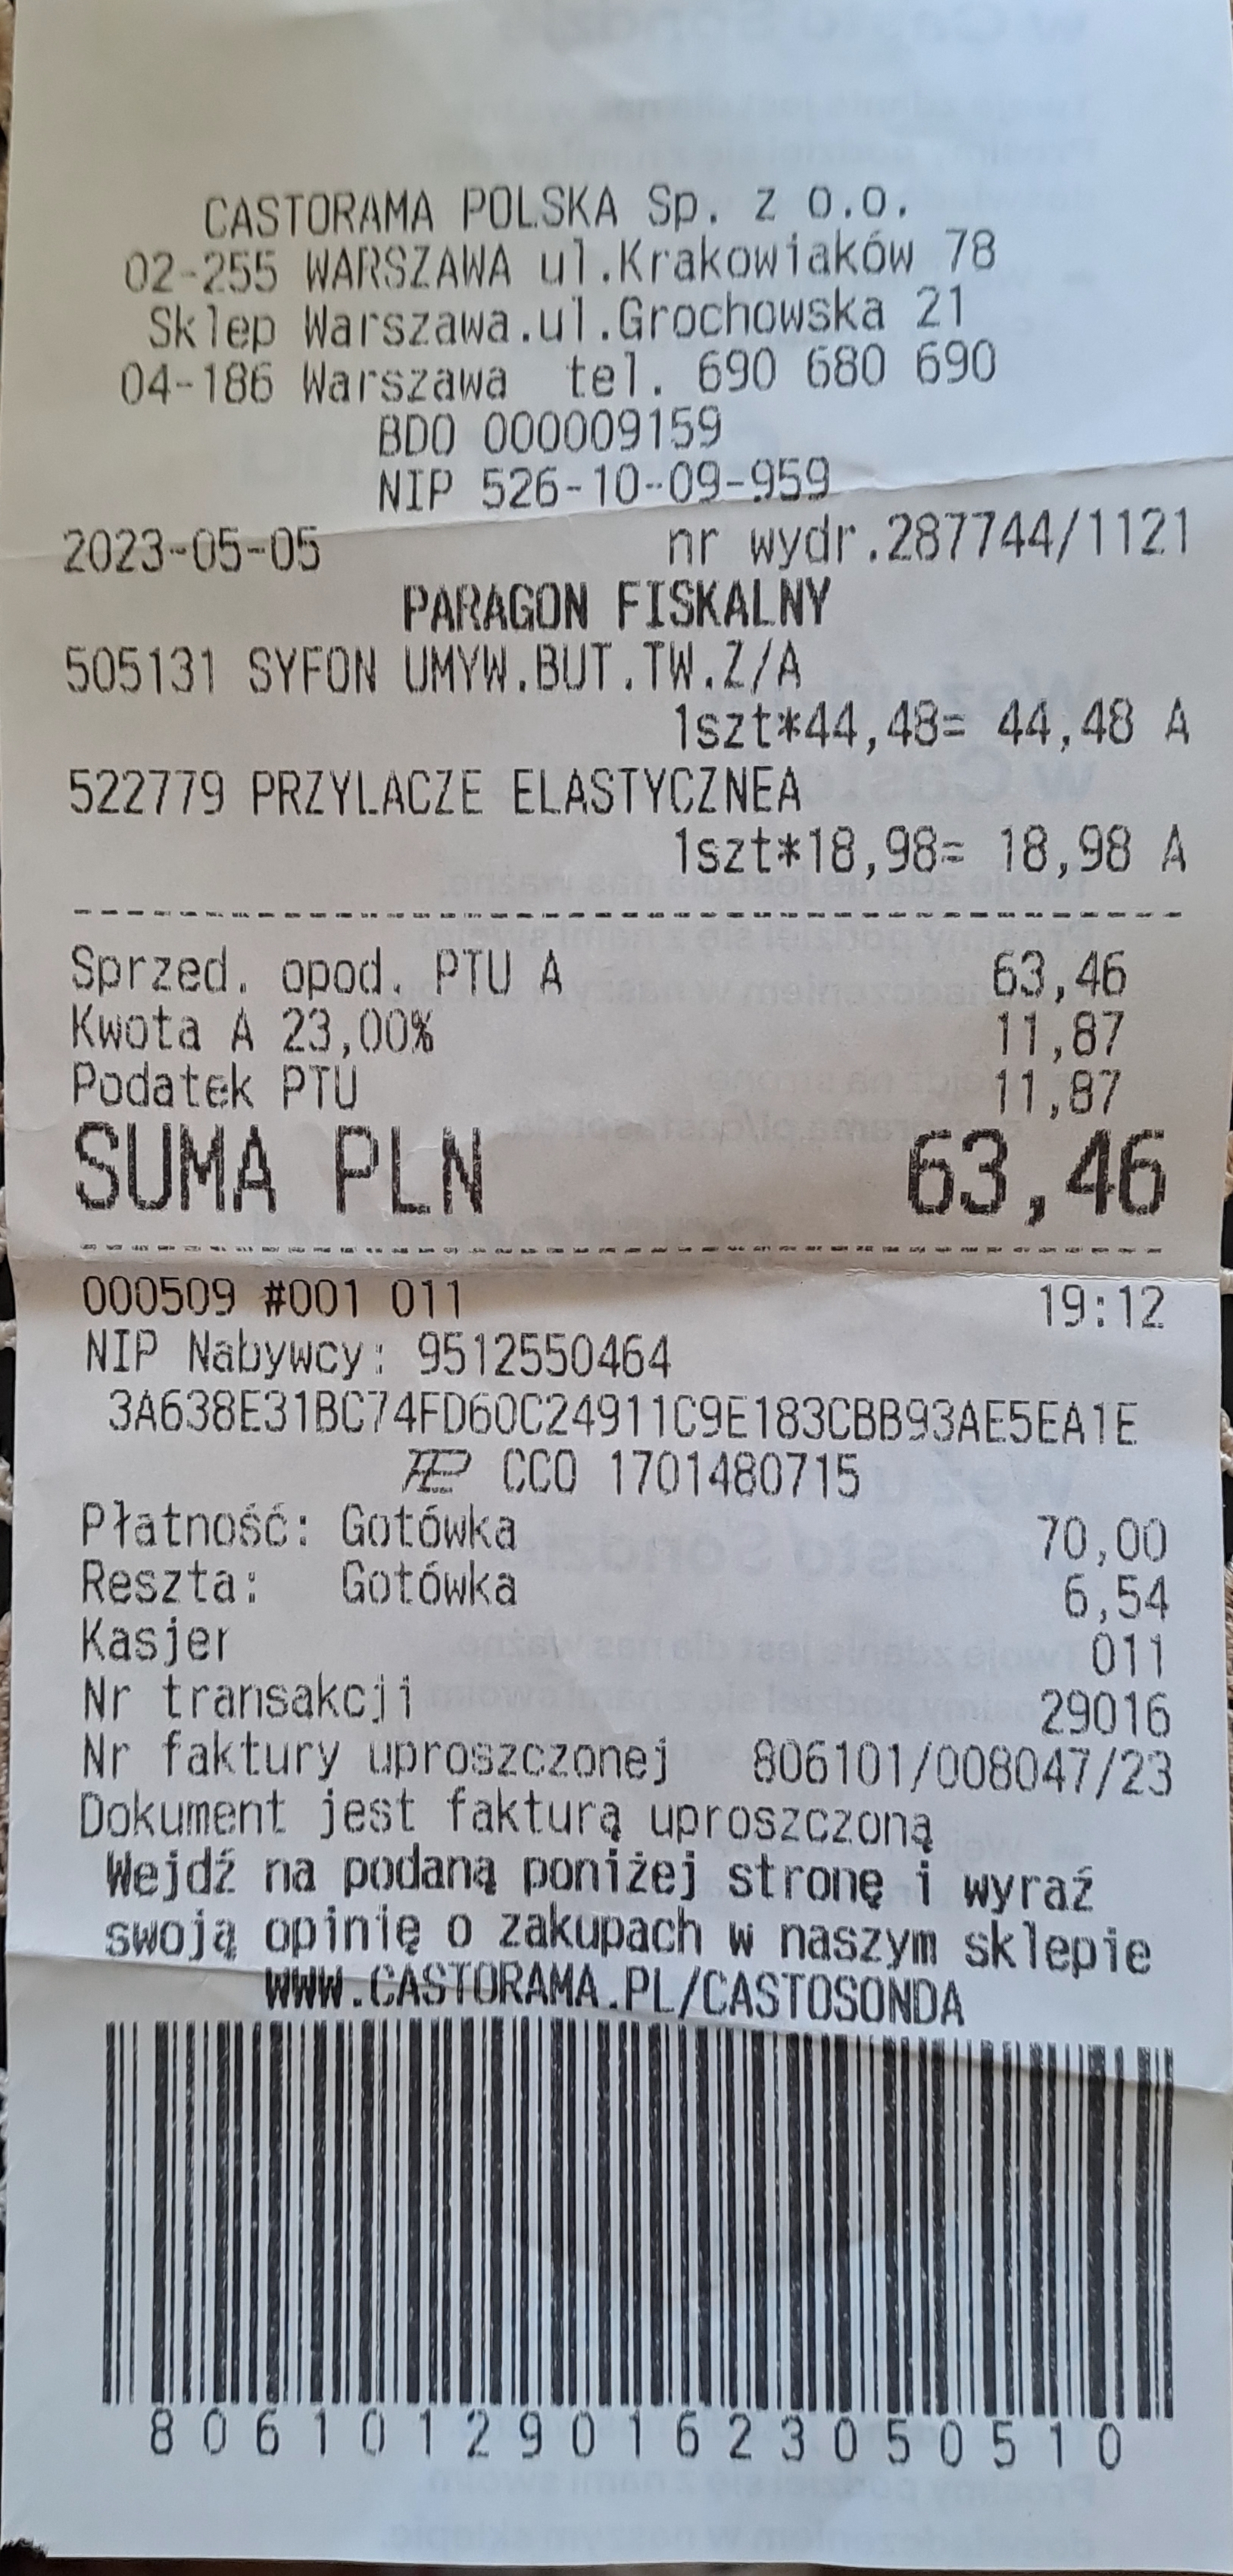 CASTORAMA POLSKA Sp. z o.o.
02-255 WARSZAWA ul.Krakowiaków 78
Sklep Warszawa.ul.Grochowska 21
04-186 Warszawa tel. 690 680 690
BDO 000009159
NIP 526-10-09-959
2023-05-05 nr wydr.287744/1121
PARAGON FISKALNY
505131 SYFON UMYW.BUT.TW.Z/A
1szt*44,48= 44,48 A
522779 PRZYLACZE ELASTYCZNEA
1szt*18,98= 18,98 A
Sprzed. opod. PTU A 63,46
Kwota A 23,00% 11,87
Podatek PTU 11,87
SUMA PLN 63,46
000509 #001 011 19:12
NIP Nabywcy: 9512550464
3A638E31BC74FD60C24911C9E183CBB93AE5EA1E
CCO 1701480715
Płatność: Gotówka 70,00
Reszta: Gotówka 6,54
Kasjer 011
Nr transakcji 29016
Nr faktury uproszczonej 806101/008047/23
Dokument jest fakturą uproszczoną
Wejdź na podaną poniżej stronę i wyraź
swoją opinię o zakupach w naszym sklepie
WWW.CASTORAMA.PL/CASTOSONDA
8061012901623050510